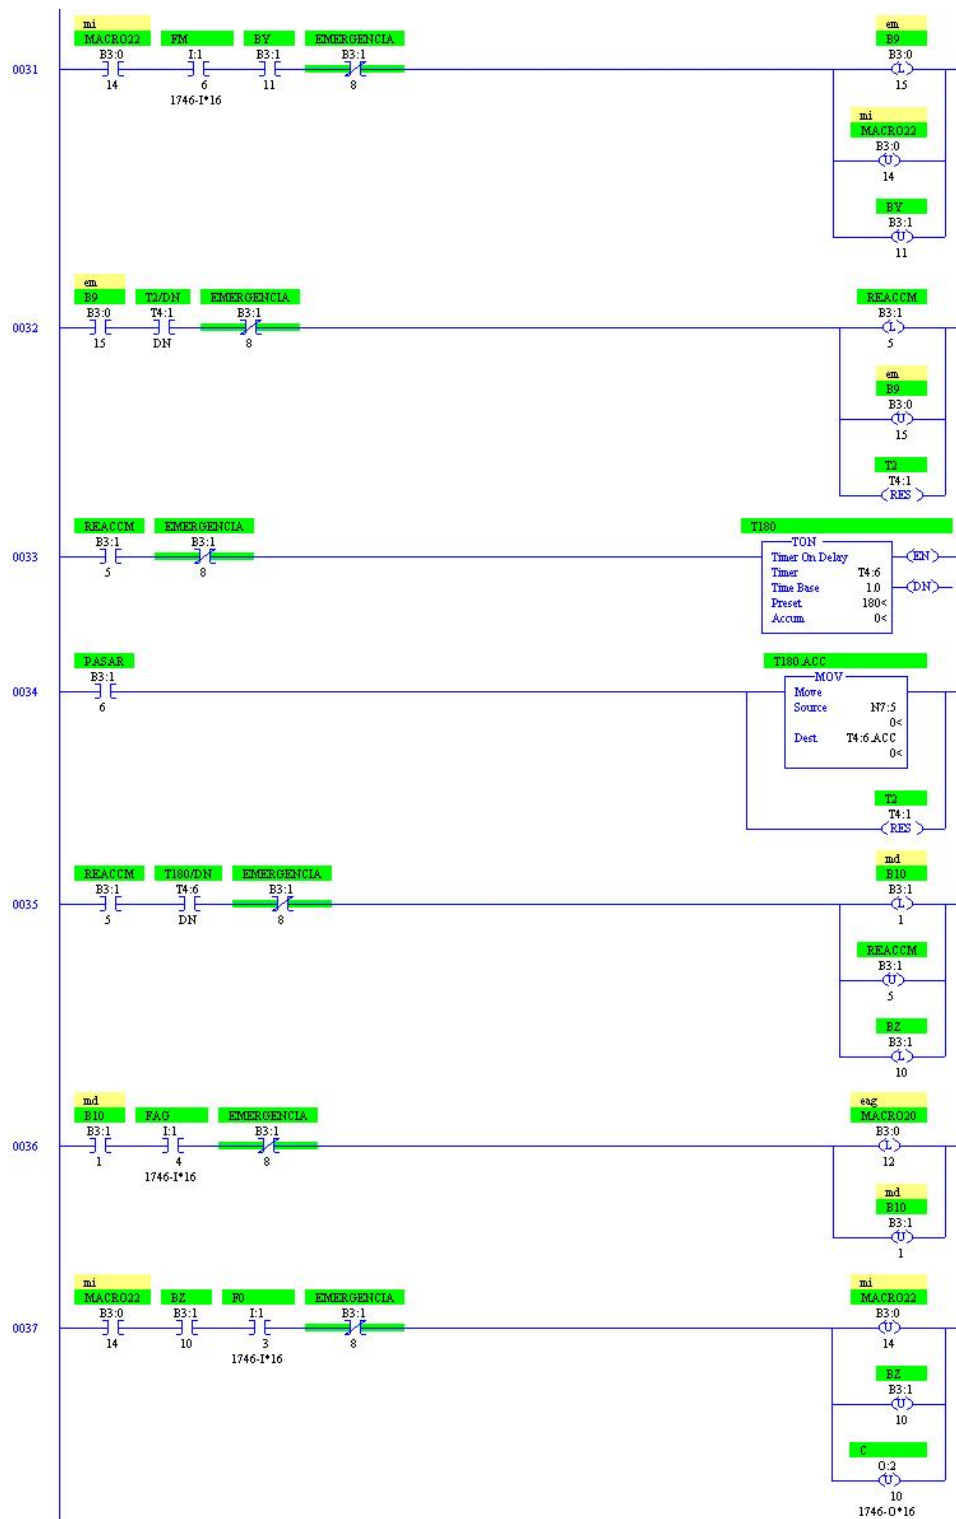 mi
MACRO22 FM BY EMERGENCIA
B3:0 I:1 B3:1 B3:1
0031
14 6 11 8
1746-I*16
em
B9
B3:0
L
15
mi
MACRO22
B3:0
U
14
BY
B3:1
U
11
em
B9 T2/DN EMERGENCIA
B3:0 T4:1 B3:1
0032
15 DN 8
REACCM
B3:1
L
5
em
B9
B3:0
U
15
T2
T4:1
RES
REACCM EMERGENCIA
B3:1 B3:1
0033
5 8
T180
TON
Timer On Delay
Timer T4:6
Time Base 1.0
Preset 180<
Accum 0<
EN
DN
PASAR
B3:1
0034
6
T180.ACC
MOV
Move
Source N7:5
0<
Dest T4:6.ACC
0<
T2
T4:1
RES
REACCM T180/DN EMERGENCIA
B3:1 T4:6 B3:1
0035
5 DN 8
md
B10
B3:1
L
1
REACCM
B3:1
U
5
BZ
B3:1
L
10
md
B10 FAG EMERGENCIA
B3:1 I:1 B3:1
0036
1 4 8
1746-I*16
eag
MACRO20
B3:0
L
12
md
B10
B3:1
U
1
mi
MACRO22 BZ F0 EMERGENCIA
B3:0 B3:1 I:1 B3:1
0037
14 10 3 8
1746-I*16
mi
MACRO22
B3:0
U
14
BZ
B3:1
U
10
C
O:2
U
10
1746-O*16